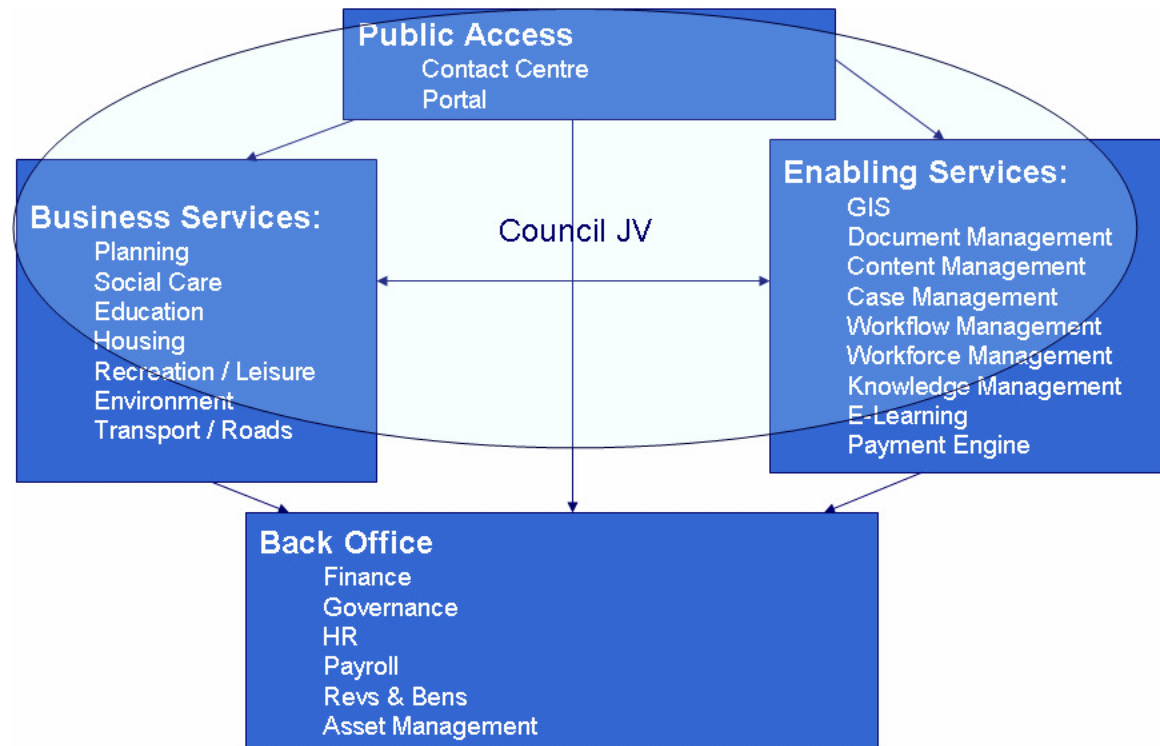 Public Access
Contact Centre
Portal
Business Services:
Planning
Social Care
Education
Housing
Recreation / Leisure
Environment
Transport / Roads
Council JV
Enabling Services:
GIS
Document Management
Content Management
Case Management
Workflow Management
Workforce Management
Knowledge Management
E-Learning
Payment Engine
Back Office
Finance
Governance
HR
Payroll
Revs & Bens
Asset Management